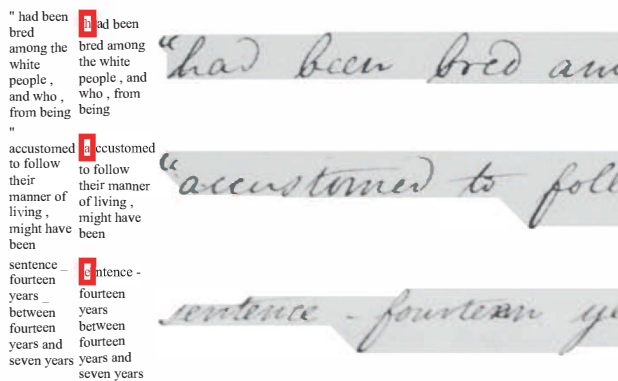 " had been
bred
among the
white
people ,
and who ,
from being
had been
bred among
the white
people , and
who , from
being
“had been bred am
"
accustomed
to follow
their
manner of
living ,
might have
been
accustomed
to follow
their manner
of living ,
might have
been
“accustomed to foll
sentence _
fourteen
years _
between
fourteen
years and
seven years
entence -
fourteen
years
between
fourteen
years and
seven years
sentence - fourteen ye